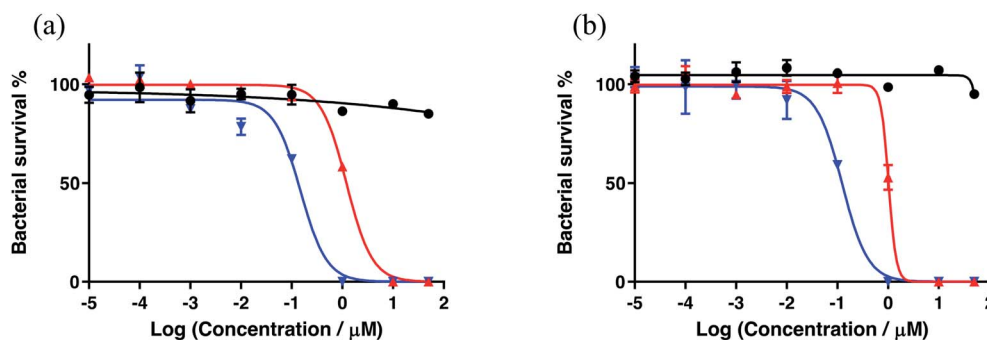 (a)
Bacterial survival %
100
50
0
-5 -4 -3 -2 -1 0 1 2
Log (Concentration / μM)
(b)
Bacterial survival %
100
50
0
-5 -4 -3 -2 -1 0 1 2
Log (Concentration / μM)